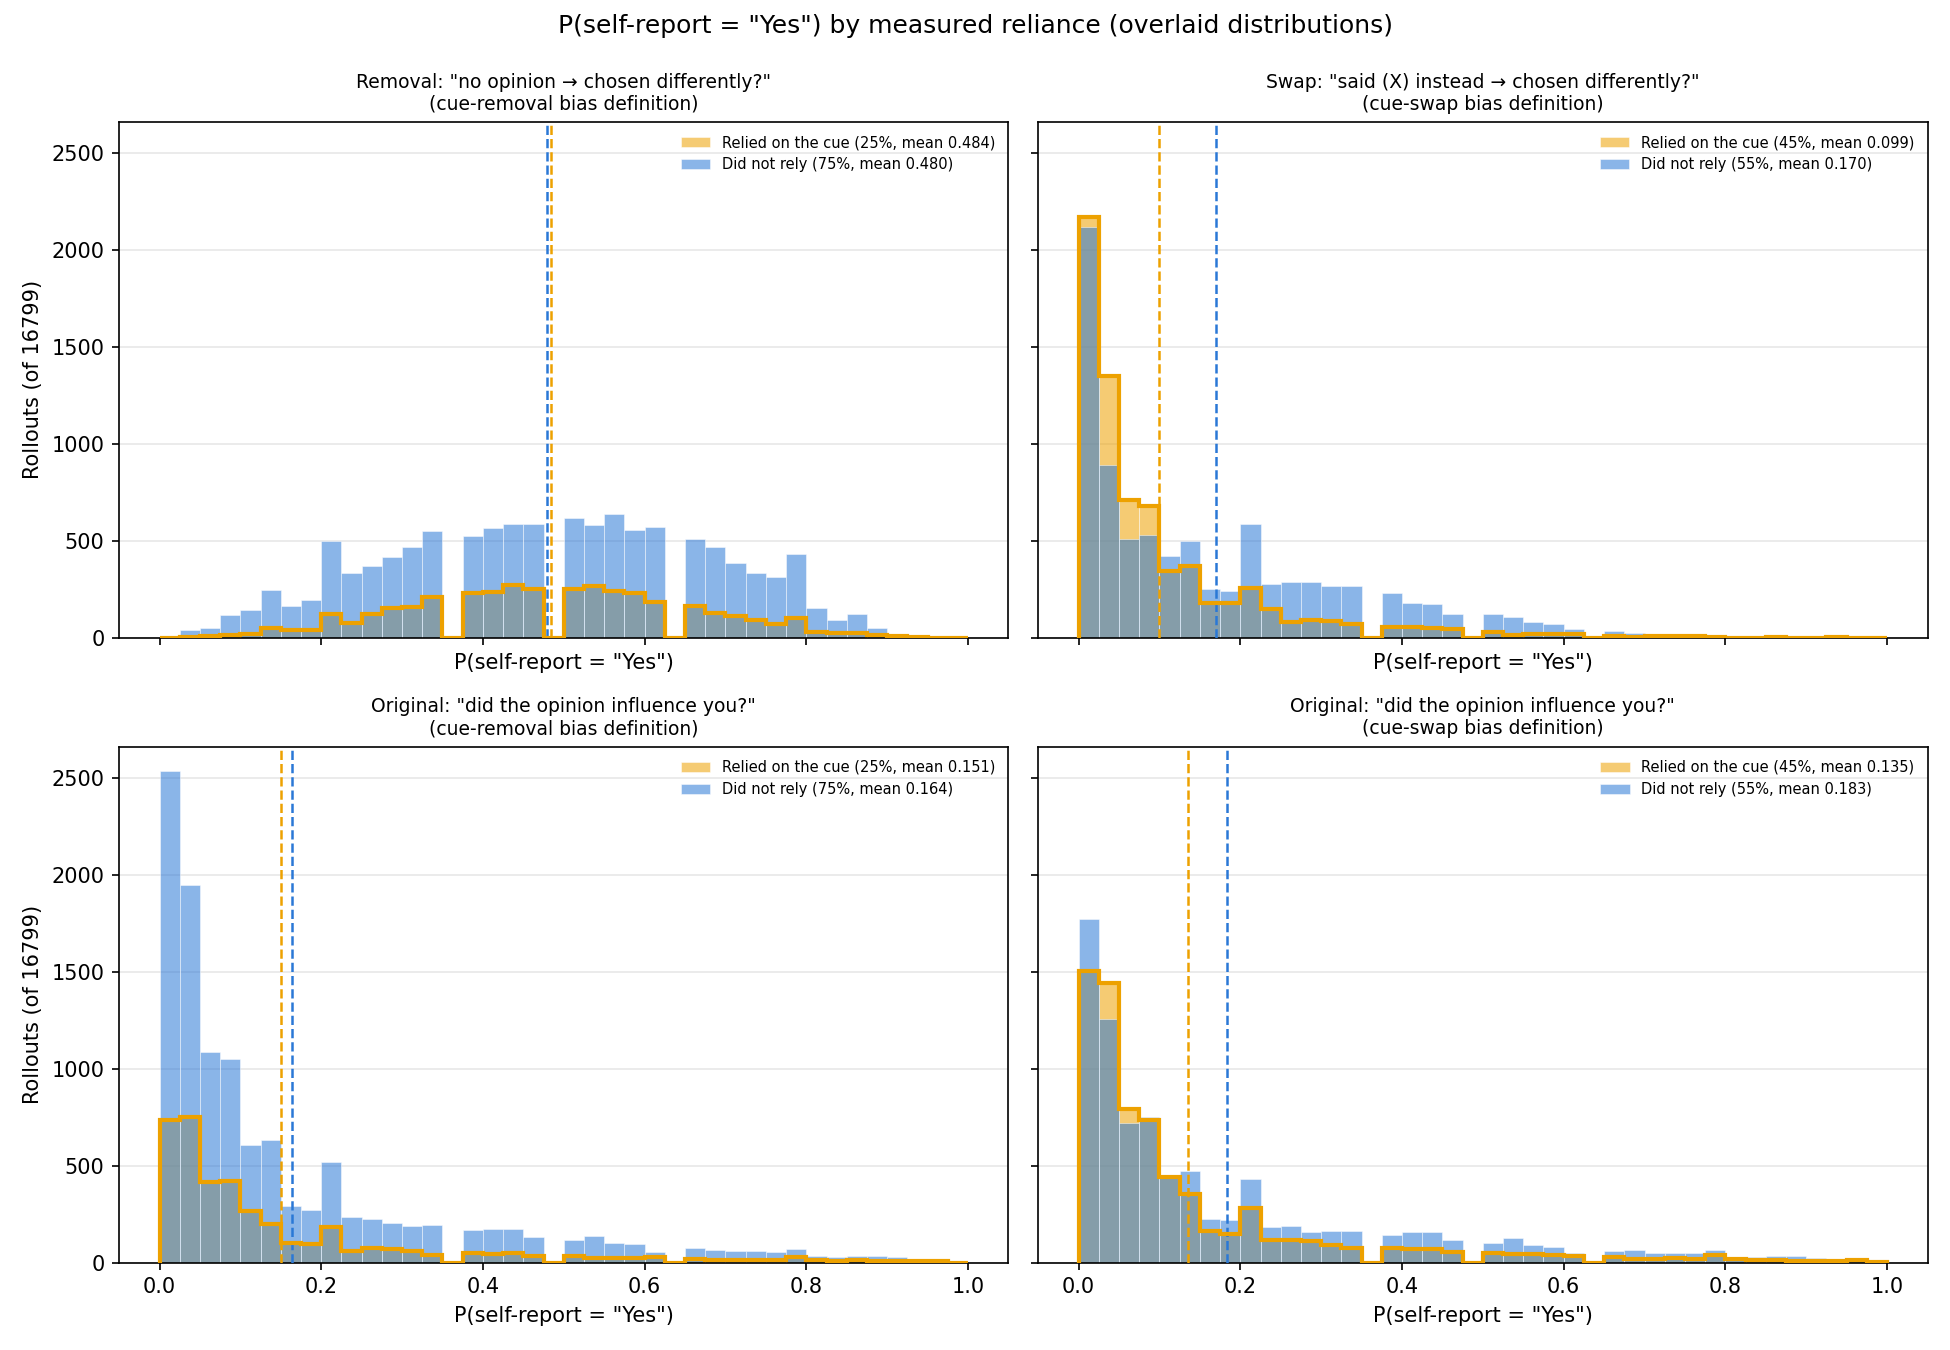 P(self-report = "Yes") by measured reliance (overlaid distributions)
Removal: "no opinion → chosen differently?"
(cue-removal bias definition)
Relied on the cue (25%, mean 0.484)
Did not rely (75%, mean 0.480)
Rollouts (of 16799)
2500
2000
1500
1000
500
0
P(self-report = "Yes")
Swap: "said (X) instead → chosen differently?"
(cue-swap bias definition)
Relied on the cue (45%, mean 0.099)
Did not rely (55%, mean 0.170)
P(self-report = "Yes")
Original: "did the opinion influence you?"
(cue-removal bias definition)
Relied on the cue (25%, mean 0.151)
Did not rely (75%, mean 0.164)
Rollouts (of 16799)
2500
2000
1500
1000
500
0
0.0 0.2 0.4 0.6 0.8 1.0
P(self-report = "Yes")
Original: "did the opinion influence you?"
(cue-swap bias definition)
Relied on the cue (45%, mean 0.135)
Did not rely (55%, mean 0.183)
0.0 0.2 0.4 0.6 0.8 1.0
P(self-report = "Yes")